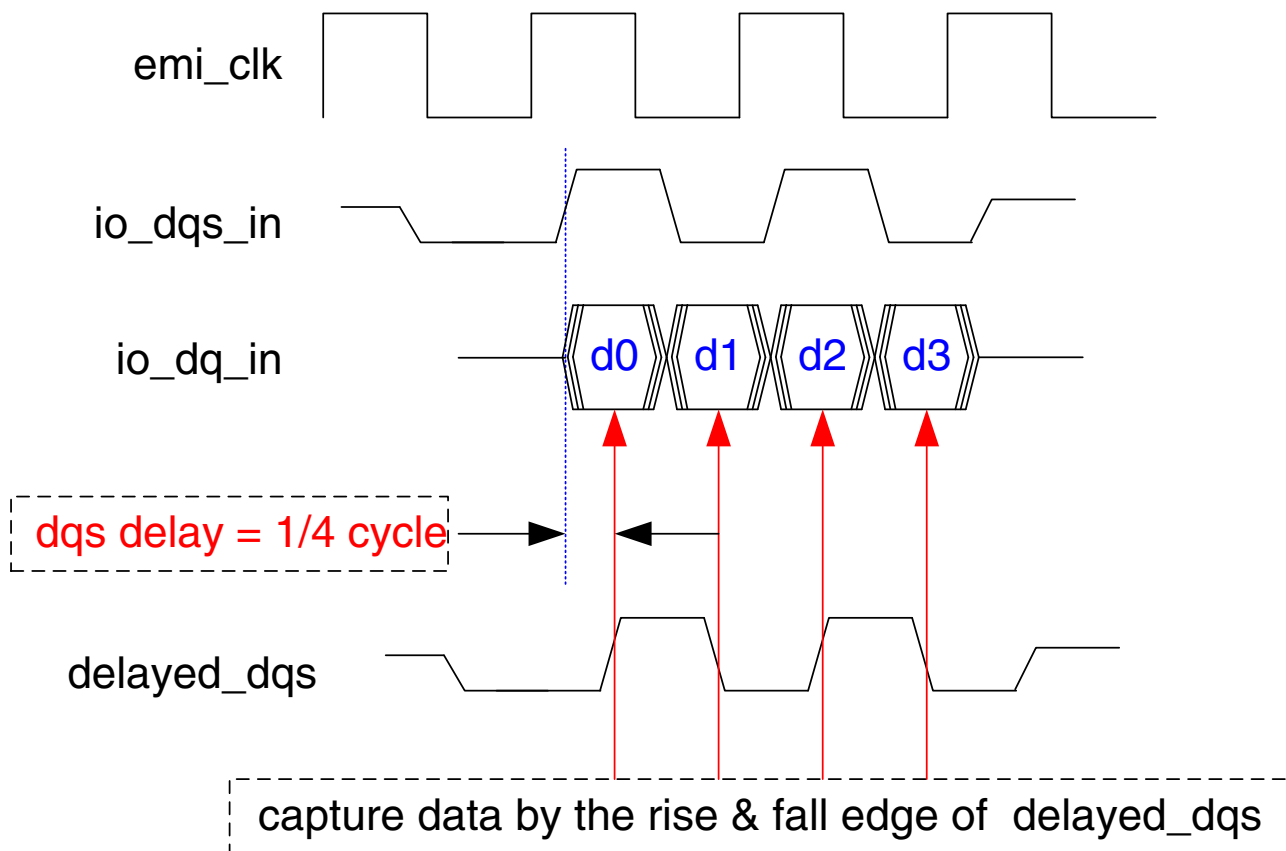 emi_clk
io_dqs_in
io_dq_in
d0 d1 d2 d3
dqs delay = 1/4 cycle
delayed_dqs
capture data by the rise & fall edge of delayed_dqs